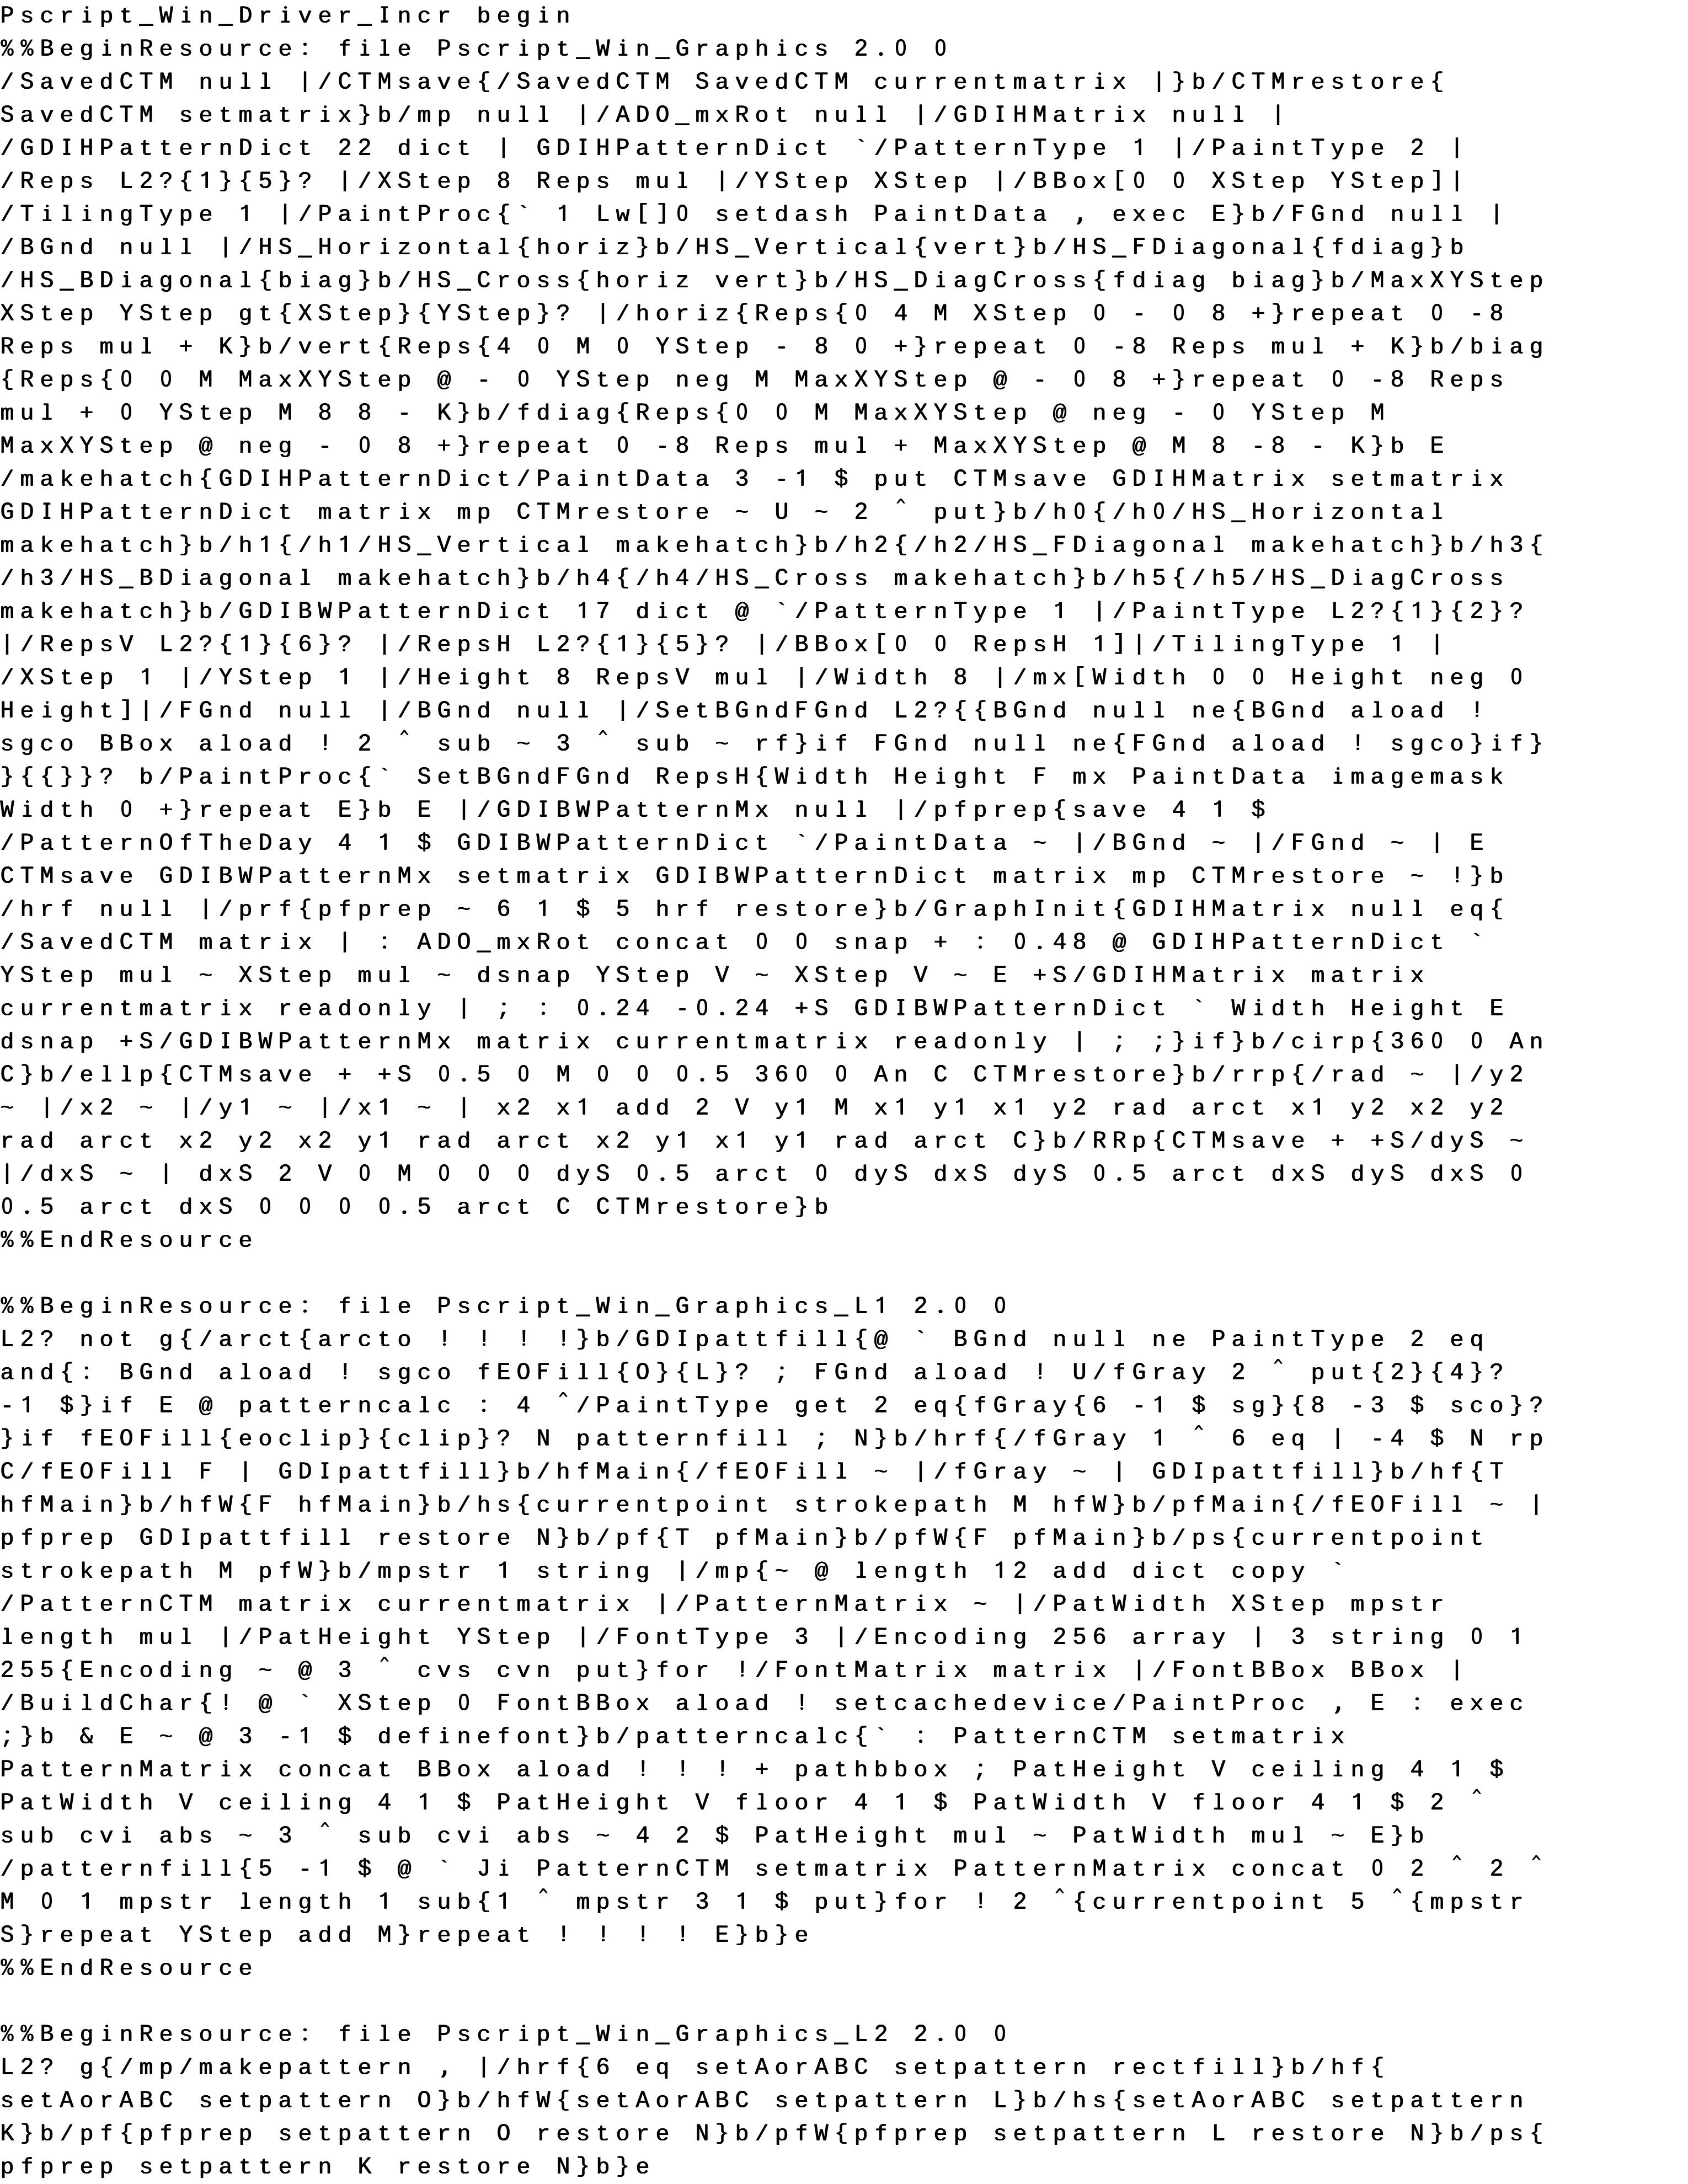 Pscript_Win_Driver_Incr begin
%%BeginResource: file Pscript_Win_Graphics 2.0 0
/SavedCTM null |/CTMsave{/SavedCTM SavedCTM currentmatrix |}b/CTMrestore{
SavedCTM setmatrix}b/mp null |/ADO_mxRot null |/GDIHMatrix null |
/GDIHPatternDict 22 dict | GDIHPatternDict `/PatternType 1 |/PaintType 2 |
/Reps L2?{1}{5}? |/XStep 8 Reps mul |/YStep XStep |/BBox[0 0 XStep YStep]|
/TilingType 1 |/PaintProc{` 1 Lw[]0 setdash PaintData , exec E}b/FGnd null |
/BGnd null |/HS_Horizontal{horiz}b/HS_Vertical{vert}b/HS_FDiagonal{fdiag}b
/HS_BDiagonal{biag}b/HS_Cross{horiz vert}b/HS_DiagCross{fdiag biag}b/MaxXYStep
XStep YStep gt{XStep}{YStep}? |/horiz{Reps{0 4 M XStep 0 - 0 8 +}repeat 0 -8
Reps mul + K}b/vert{Reps{4 0 M 0 YStep - 8 0 +}repeat 0 -8 Reps mul + K}b/biag
{Reps{0 0 M MaxXYStep @ - 0 YStep neg M MaxXYStep @ - 0 8 +}repeat 0 -8 Reps
mul + 0 YStep M 8 8 - K}b/fdiag{Reps{0 0 M MaxXYStep @ neg - 0 YStep M
MaxXYStep @ neg - 0 8 +}repeat 0 -8 Reps mul + MaxXYStep @ M 8 -8 - K}b E
/makehatch{GDIHPatternDict/PaintData 3 -1 $ put CTMsave GDIHMatrix setmatrix
GDIHPatternDict matrix mp CTMrestore ~ U ~ 2 ^ put}b/h0{/h0/HS_Horizontal
makehatch}b/h1{/h1/HS_Vertical makehatch}b/h2{/h2/HS_FDiagonal makehatch}b/h3{
/h3/HS_BDiagonal makehatch}b/h4{/h4/HS_Cross makehatch}b/h5{/h5/HS_DiagCross
makehatch}b/GDIBWPatternDict 17 dict @ `/PatternType 1 |/PaintType L2?{1}{2}?
|/RepsV L2?{1}{6}? |/RepsH L2?{1}{5}? |/BBox[0 0 RepsH 1]|/TilingType 1 |
/XStep 1 |/YStep 1 |/Height 8 RepsV mul |/Width 8 |/mx[Width 0 0 Height neg 0
Height]|/FGnd null |/BGnd null |/SetBGndFGnd L2?{{BGnd null ne{BGnd aload !
sgco BBox aload ! 2 ^ sub ~ 3 ^ sub ~ rf}if FGnd null ne{FGnd aload ! sgco}if}
}{{}}? b/PaintProc{` SetBGndFGnd RepsH{Width Height F mx PaintData imagemask
Width 0 +}repeat E}b E |/GDIBWPatternMx null |/pfprep{save 4 1 $
/PatternOfTheDay 4 1 $ GDIBWPatternDict `/PaintData ~ |/BGnd ~ |/FGnd ~ | E
CTMsave GDIBWPatternMx setmatrix GDIBWPatternDict matrix mp CTMrestore ~ !}b
/hrf null |/prf{pfprep ~ 6 1 $ 5 hrf restore}b/GraphInit{GDIHMatrix null eq{
/SavedCTM matrix | : ADO_mxRot concat 0 0 snap + : 0.48 @ GDIHPatternDict `
YStep mul ~ XStep mul ~ dsnap YStep V ~ XStep V ~ E +S/GDIHMatrix matrix
currentmatrix readonly | ; : 0.24 -0.24 +S GDIBWPatternDict ` Width Height E
dsnap +S/GDIBWPatternMx matrix currentmatrix readonly | ; ;}if}b/cirp{360 0 An
C}b/ellp{CTMsave + +S 0.5 0 M 0 0 0.5 360 0 An C CTMrestore}b/rrp{/rad ~ |/y2
~ |/x2 ~ |/y1 ~ |/x1 ~ | x2 x1 add 2 V y1 M x1 y1 x1 y2 rad arct x1 y2 x2 y2
rad arct x2 y2 x2 y1 rad arct x2 y1 x1 y1 rad arct C}b/RRp{CTMsave + +S/dyS ~
|/dxS ~ | dxS 2 V 0 M 0 0 0 dyS 0.5 arct 0 dyS dxS dyS 0.5 arct dxS dyS dxS 0
0.5 arct dxS 0 0 0 0.5 arct C CTMrestore}b
%%EndResource

%%BeginResource: file Pscript_Win_Graphics_L1 2.0 0
L2? not g{/arct{arcto ! ! ! !}b/GDIpattfill{@ ` BGnd null ne PaintType 2 eq
and{: BGnd aload ! sgco fEOFill{O}{L}? ; FGnd aload ! U/fGray 2 ^ put{2}{4}?
-1 $}if E @ patterncalc : 4 ^/PaintType get 2 eq{fGray{6 -1 $ sg}{8 -3 $ sco}?
}if fEOFill{eoclip}{clip}? N patternfill ; N}b/hrf{/fGray 1 ^ 6 eq | -4 $ N rp
C/fEOFill F | GDIpattfill}b/hfMain{/fEOFill ~ |/fGray ~ | GDIpattfill}b/hf{T
hfMain}b/hfW{F hfMain}b/hs{currentpoint strokepath M hfW}b/pfMain{/fEOFill ~ |
pfprep GDIpattfill restore N}b/pf{T pfMain}b/pfW{F pfMain}b/ps{currentpoint
strokepath M pfW}b/mpstr 1 string |/mp{~ @ length 12 add dict copy `
/PatternCTM matrix currentmatrix |/PatternMatrix ~ |/PatWidth XStep mpstr
length mul |/PatHeight YStep |/FontType 3 |/Encoding 256 array | 3 string 0 1
255{Encoding ~ @ 3 ^ cvs cvn put}for !/FontMatrix matrix |/FontBBox BBox |
/BuildChar{! @ ` XStep 0 FontBBox aload ! setcachedevice/PaintProc , E : exec
;}b & E ~ @ 3 -1 $ definefont}b/patterncalc{` : PatternCTM setmatrix
PatternMatrix concat BBox aload ! ! ! + pathbbox ; PatHeight V ceiling 4 1 $
PatWidth V ceiling 4 1 $ PatHeight V floor 4 1 $ PatWidth V floor 4 1 $ 2 ^
sub cvi abs ~ 3 ^ sub cvi abs ~ 4 2 $ PatHeight mul ~ PatWidth mul ~ E}b
/patternfill{5 -1 $ @ ` Ji PatternCTM setmatrix PatternMatrix concat 0 2 ^ 2 ^
M 0 1 mpstr length 1 sub{1 ^ mpstr 3 1 $ put}for ! 2 ^{currentpoint 5 ^{mpstr
S}repeat YStep add M}repeat ! ! ! ! E}b}e
%%EndResource

%%BeginResource: file Pscript_Win_Graphics_L2 2.0 0
L2? g{/mp/makepattern , |/hrf{6 eq setAorABC setpattern rectfill}b/hf{
setAorABC setpattern O}b/hfW{setAorABC setpattern L}b/hs{setAorABC setpattern
K}b/pf{pfprep setpattern O restore N}b/pfW{pfprep setpattern L restore N}b/ps{
pfprep setpattern K restore N}b}e